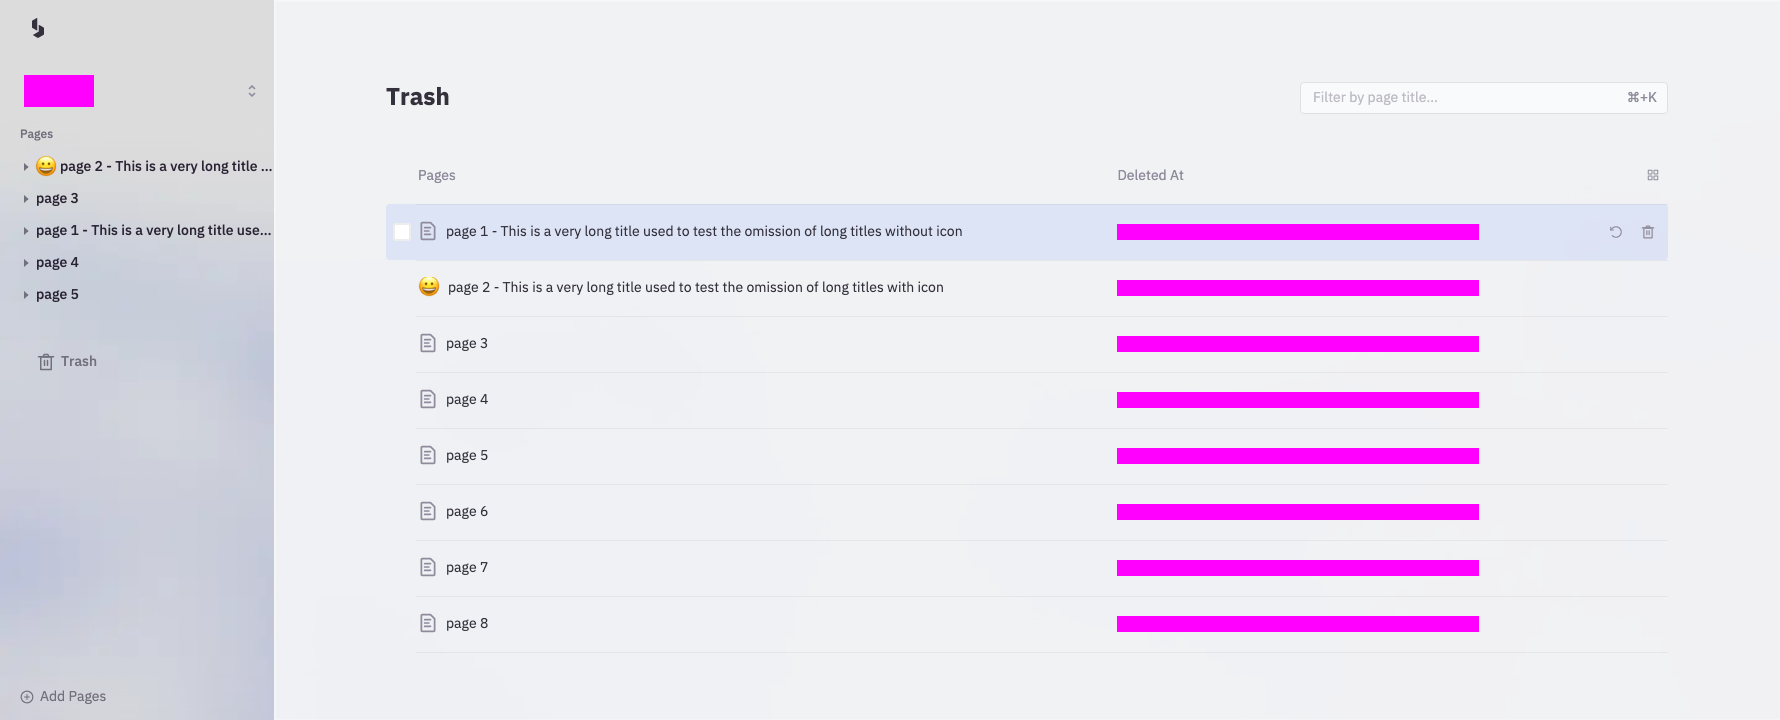 Pages
😀 page 2 - This is a very long title ...
page 3
page 1 - This is a very long title use...
page 4
page 5
Trash
Add Pages
Trash
Filter by page title...
⌘+K
Pages
Deleted At
page 1 - This is a very long title used to test the omission of long titles without icon
😀 page 2 - This is a very long title used to test the omission of long titles with icon
page 3
page 4
page 5
page 6
page 7
page 8